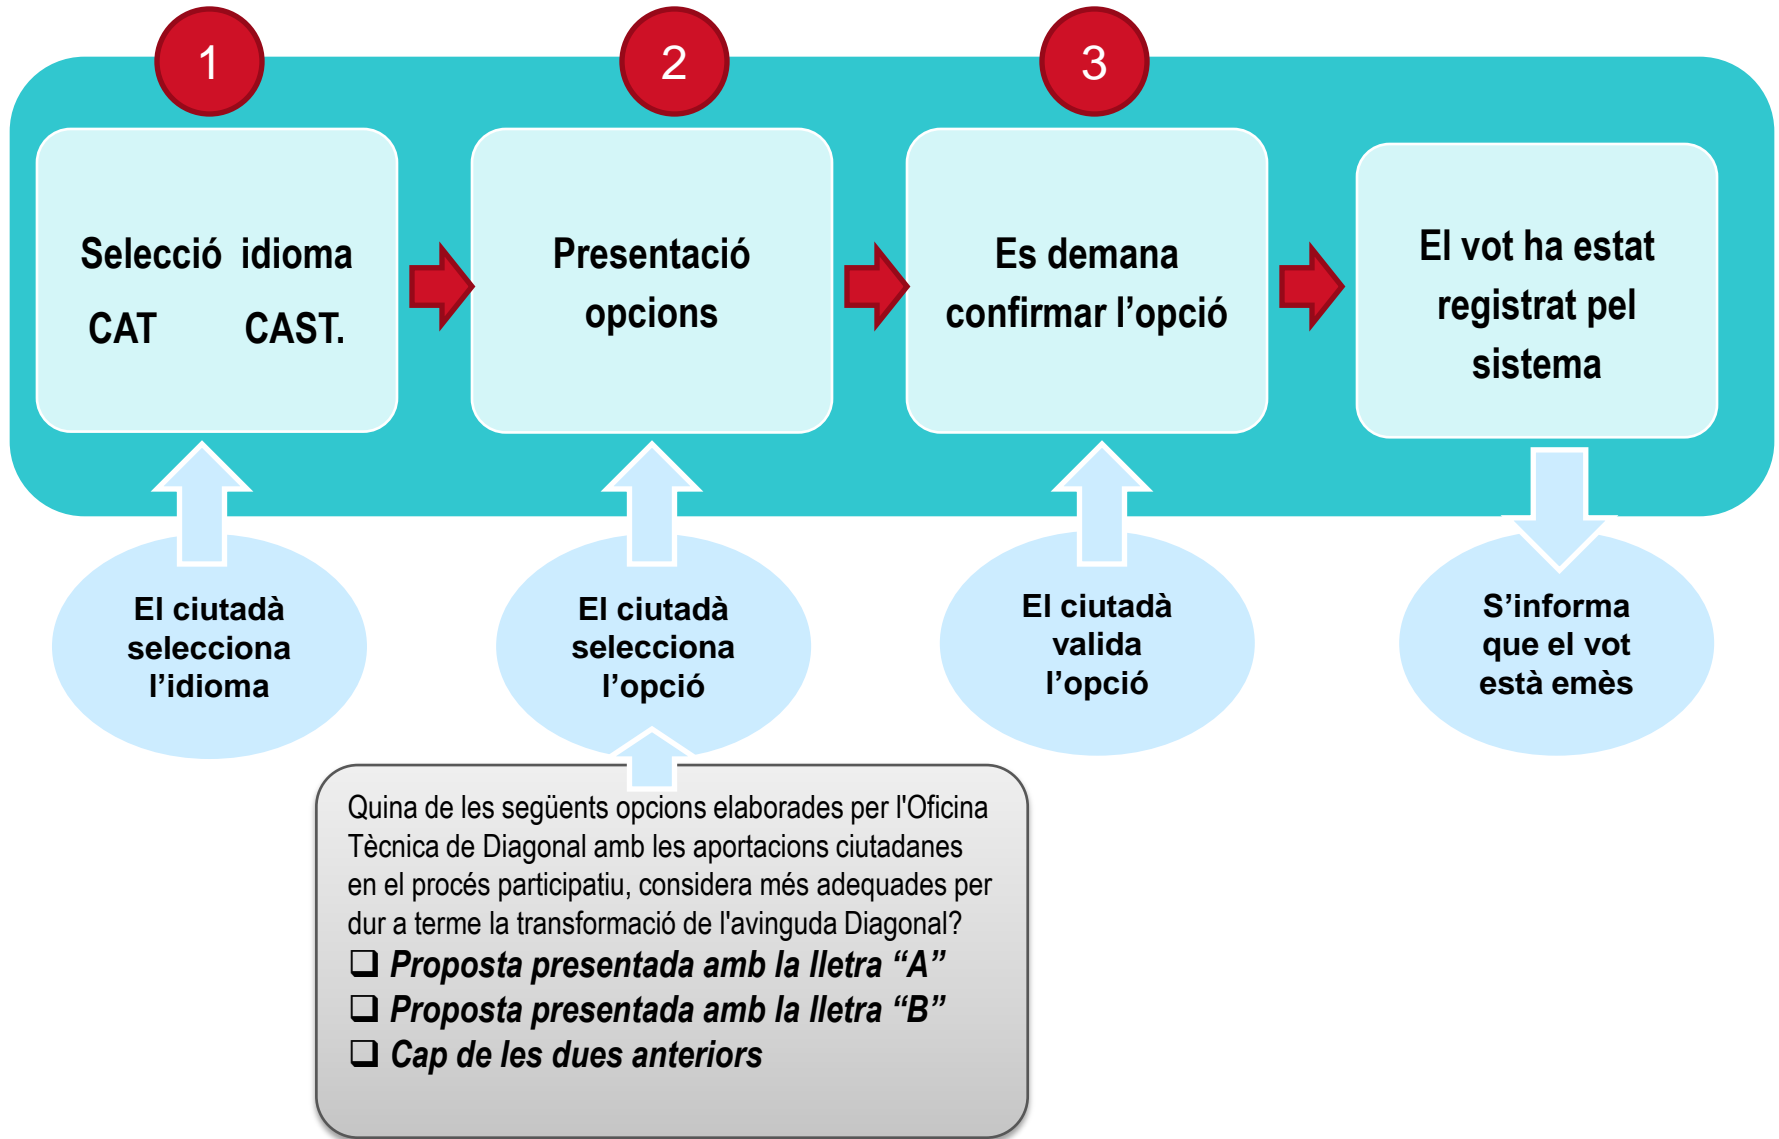 1
2
3
Selecció idioma
CAT CAST.
Presentació
opcions
Es demana
confirmar l’opció
El vot ha estat
registrat pel
sistema
El ciutadà
selecciona
l’idioma
El ciutadà
selecciona
l’opció
El ciutadà
valida
l’opció
S’informa
que el vot
està emès
Quina de les següents opcions elaborades per l'Oficina
Tècnica de Diagonal amb les aportacions ciutadanes
en el procés participatiu, considera més adequades per
dur a terme la transformació de l'avinguda Diagonal?
❑ Proposta presentada amb la lletra “A”
❑ Proposta presentada amb la lletra “B”
❑ Cap de les dues anteriors